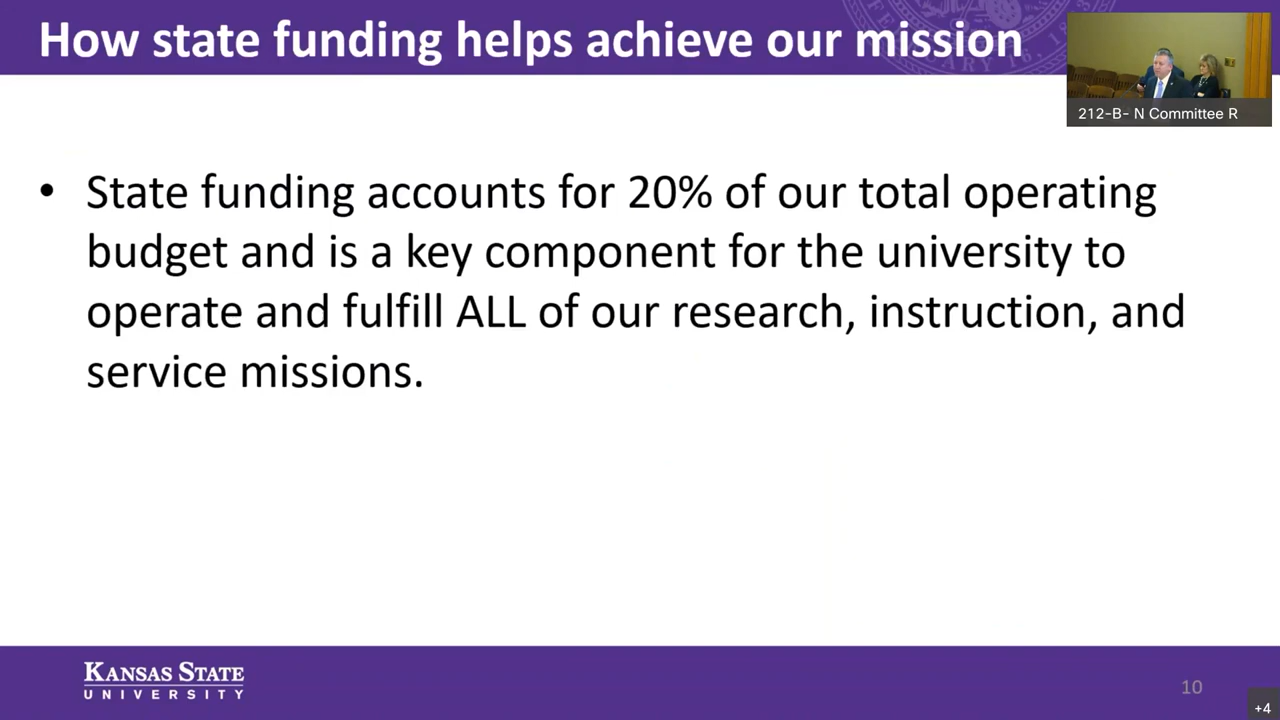 How state funding helps achieve our mission
212-B- N Committee R
• State funding accounts for 20% of our total operating
budget and is a key component for the university to
operate and fulfill ALL of our research, instruction, and
service missions.
KANSAS STATE
UNIVERSITY
10
+4